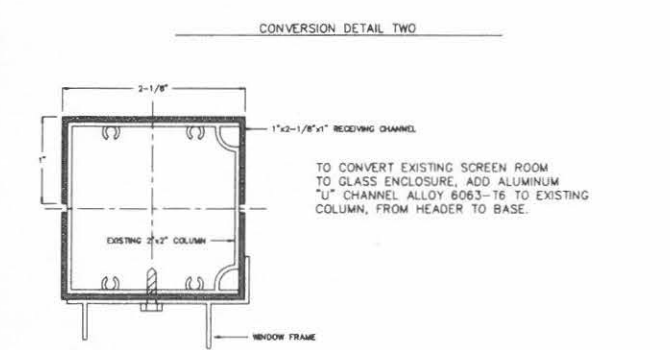 CONVERSION DETAIL TWO
2-1/8"
1"x2-1/8"x1" RECEIVING CHANNEL
1"
TO CONVERT EXISTING SCREEN ROOM
TO GLASS ENCLOSURE, ADD ALUMINUM
"U" CHANNEL ALLOY 6063-T6 TO EXISTING
COLUMN, FROM HEADER TO BASE.
EXISTING 2"x2" COLUMN
WINDOW FRAME